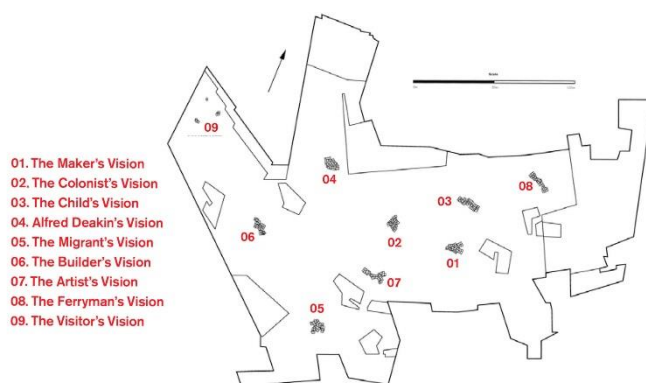 01. The Maker's Vision
02. The Colonist's Vision
03. The Child's Vision
04. Alfred Deakin's Vision
05. The Migrant's Vision
06. The Builder's Vision
07. The Artist's Vision
08. The Ferryman's Vision
09. The Visitor's Vision
09
04
03
08
06
02
01
07
05